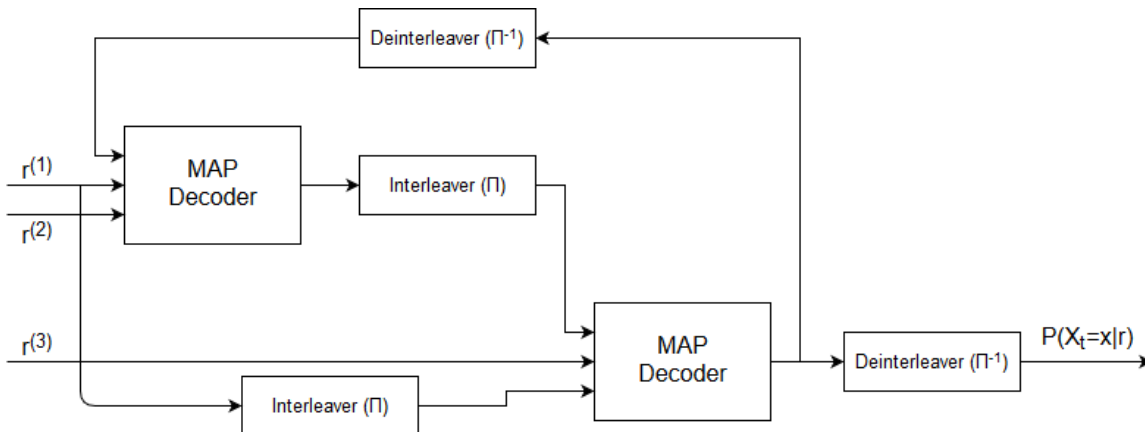 Deinterleaver (Π⁻¹)
r⁽¹⁾
MAP
Decoder
Interleaver (Π)
r⁽²⁾
r⁽³⁾
MAP
Decoder
P(Xₜ=x|r)
Deinterleaver (Π⁻¹)
Interleaver (Π)